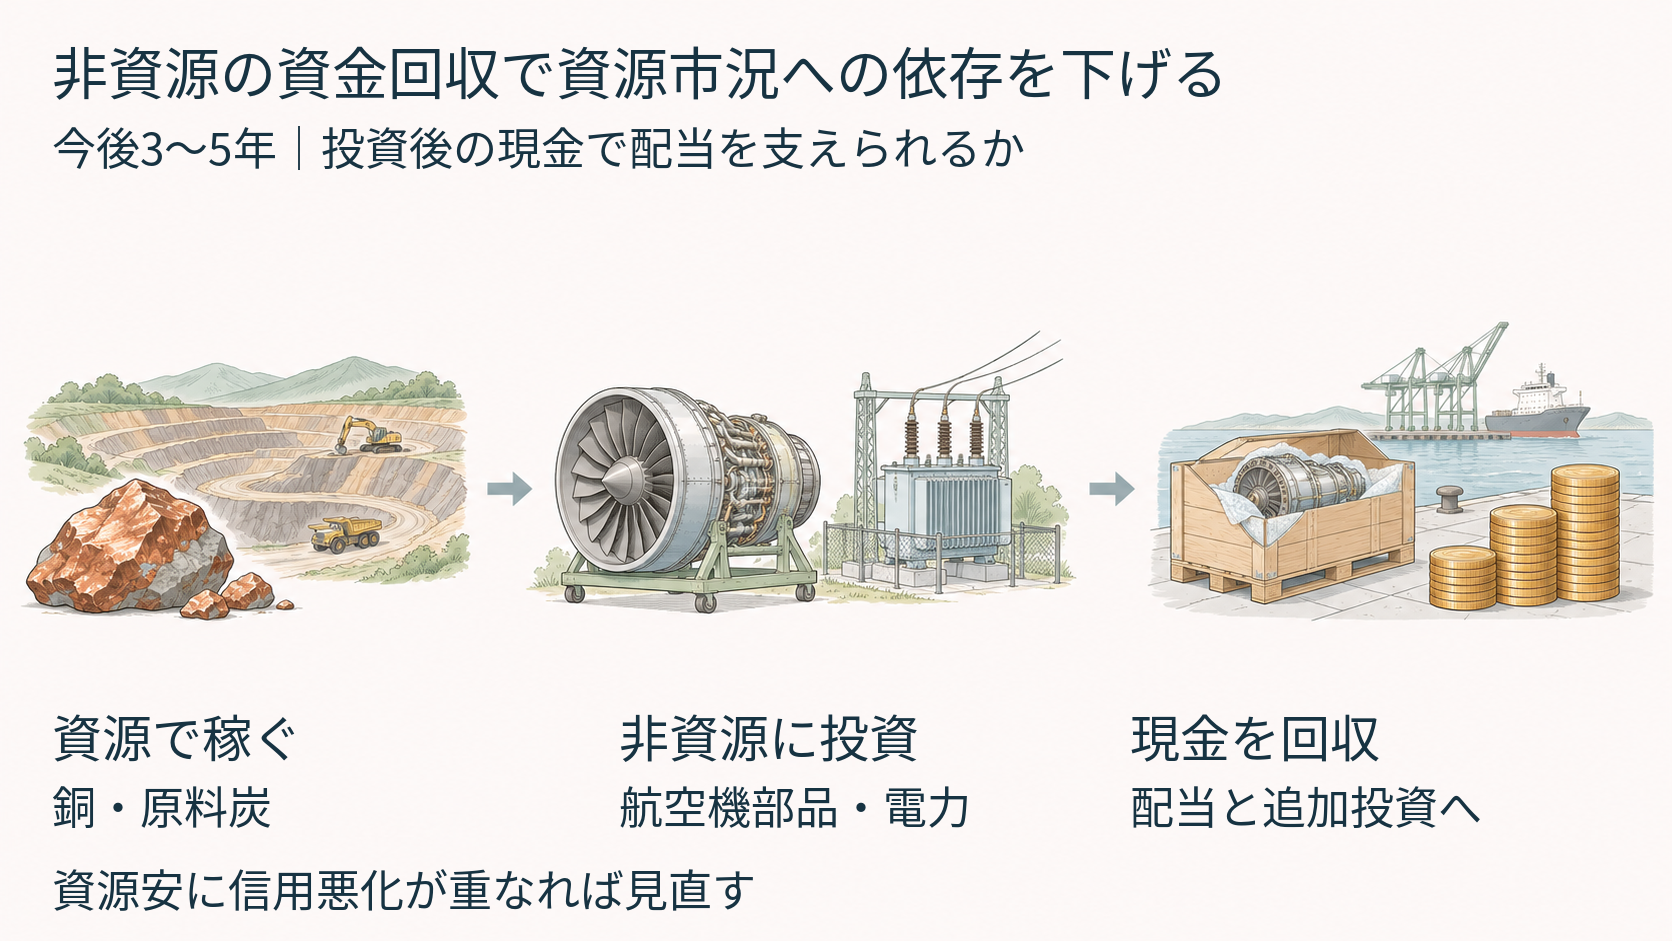 非資源の資金回収で資源市況への依存を下げる
今後3〜5年｜投資後の現金で配当を支えられるか
資源で稼ぐ
銅・原料炭
非資源に投資
航空機部品・電力
現金を回収
配当と追加投資へ
資源安に信用悪化が重なれば見直す